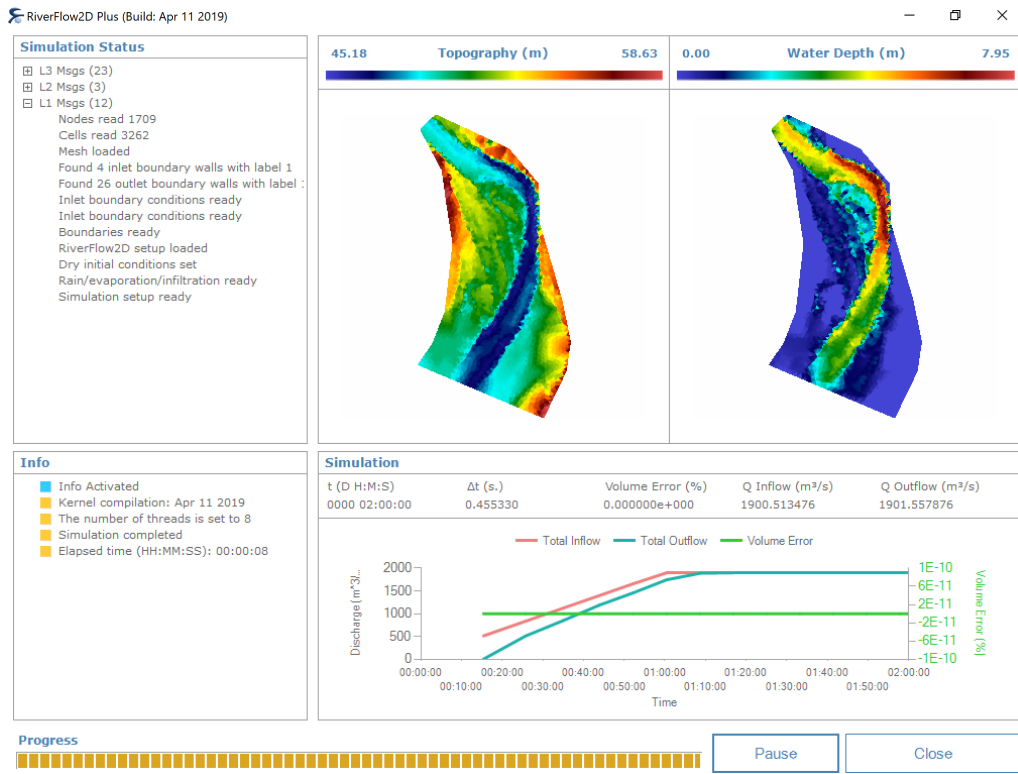 RiverFlow2D Plus (Build: Apr 11 2019)
Simulation Status
L3 Msgs (23)
L2 Msgs (3)
L1 Msgs (12)
Nodes read 1709
Cells read 3262
Mesh loaded
Found 4 inlet boundary walls with label 1
Found 26 outlet boundary walls with label
Inlet boundary conditions ready
Inlet boundary conditions ready
Boundaries ready
RiverFlow2D setup loaded
Dry initial conditions set
Rain/evaporation/infiltration ready
Simulation setup ready
45.18 Topography (m) 58.63
0.00 Water Depth (m) 7.95
Info
Info Activated
Kernel compilation: Apr 11 2019
The number of threads is set to 8
Simulation completed
Elapsed time (HH:MM:SS): 00:00:08
Simulation
t (D H:M:S) Δt (s.) Volume Error (%) Q Inflow (m³/s) Q Outflow (m³/s)
0000 02:00:00 0.455330 0.000000e+000 1900.513476 1901.557876
Total Inflow Total Outflow Volume Error
Discharge (m^3/...
2000
1500
1000
500
0
1E-10
6E-11
2E-11
-2E-11
-6E-11
-1E-10
Volume Error (%)
00:00:00 00:20:00 00:40:00 01:00:00 01:20:00 01:40:00 02:00:00
00:10:00 00:30:00 00:50:00 01:10:00 01:30:00 01:50:00
Time
Progress
Pause
Close